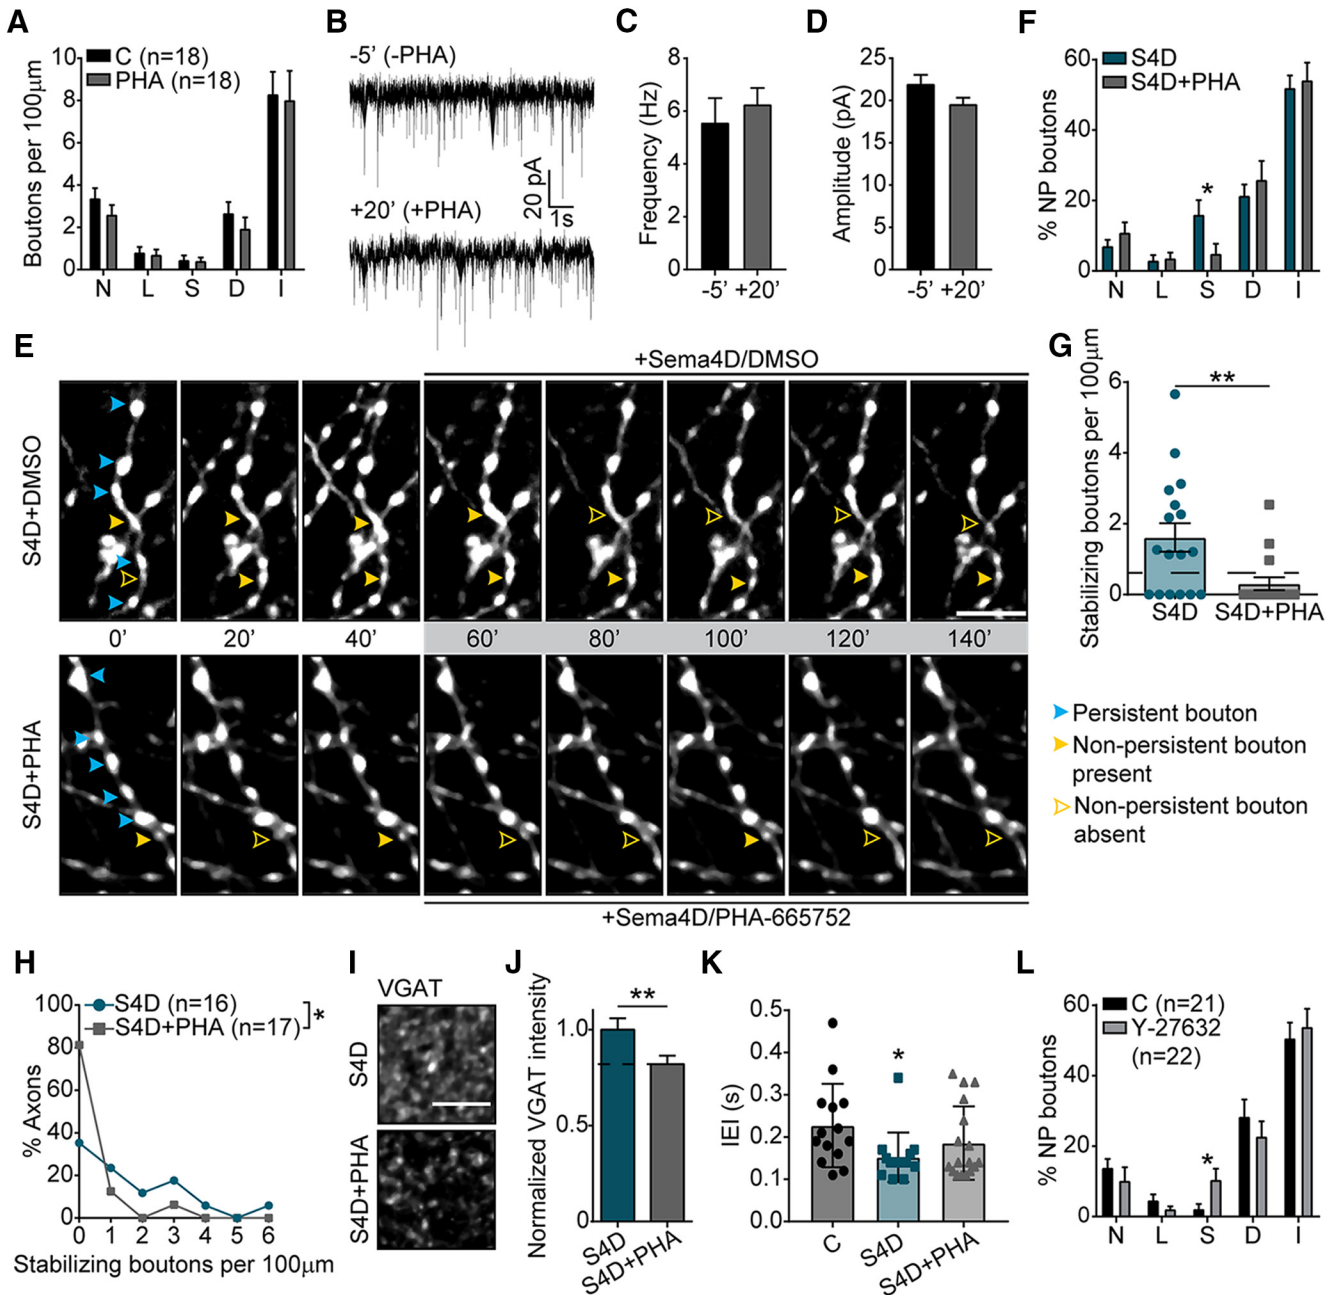 A
Boutons per 100µm
10
8
6
4
2
0
C (n=18)
PHA (n=18)
N L S D I
B
-5’ (-PHA)
20 pA
1s
+20’ (+PHA)
C
Frequency (Hz)
8
6
4
2
0
-5’ +20’
D
Amplitude (pA)
25
20
15
10
5
0
-5’ +20’
F
% NP boutons
60
40
20
0
S4D
S4D+PHA
*
N L S D I
E
+Sema4D/DMSO
S4D+DMSO
0’ 20’ 40’ 60’ 80’ 100’ 120’ 140’
S4D+PHA
+Sema4D/PHA-665752
G
Stabilizing boutons per 100µm
6
4
2
0
**
S4D S4D+PHA
Persistent bouton
Non-persistent bouton
present
Non-persistent bouton
absent
H
% Axons
100
80
60
40
20
0
S4D (n=16)
S4D+PHA (n=17)
*
0 1 2 3 4 5 6
Stabilizing boutons per 100µm
I
VGAT
S4D
S4D+PHA
J
Normalized VGAT intensity
1.0
0.5
0
**
S4D
S4D+PHA
K
IEI (s)
0.5
0.4
0.3
0.2
0.1
0.0
*
C
S4D
S4D+PHA
L
% NP boutons
60
40
20
0
C (n=21)
Y-27632
(n=22)
*
N L S D I